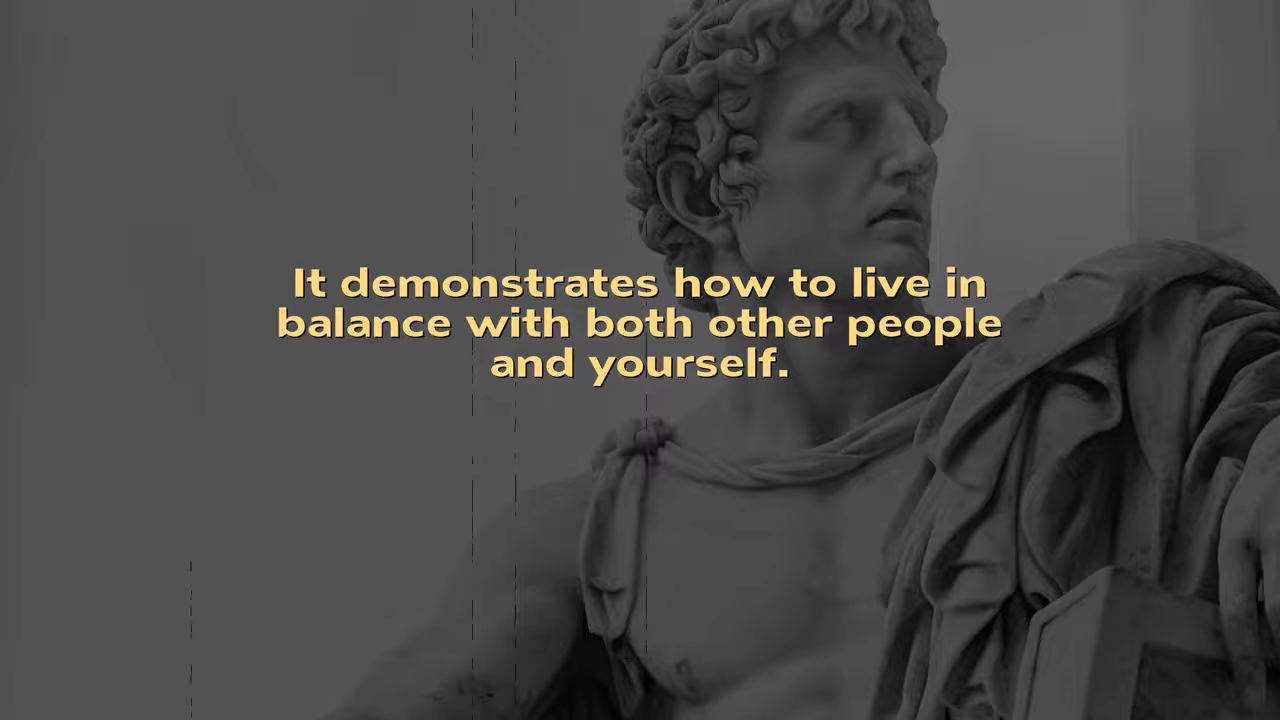 It demonstrates how to live in
balance with both other people
and yourself.